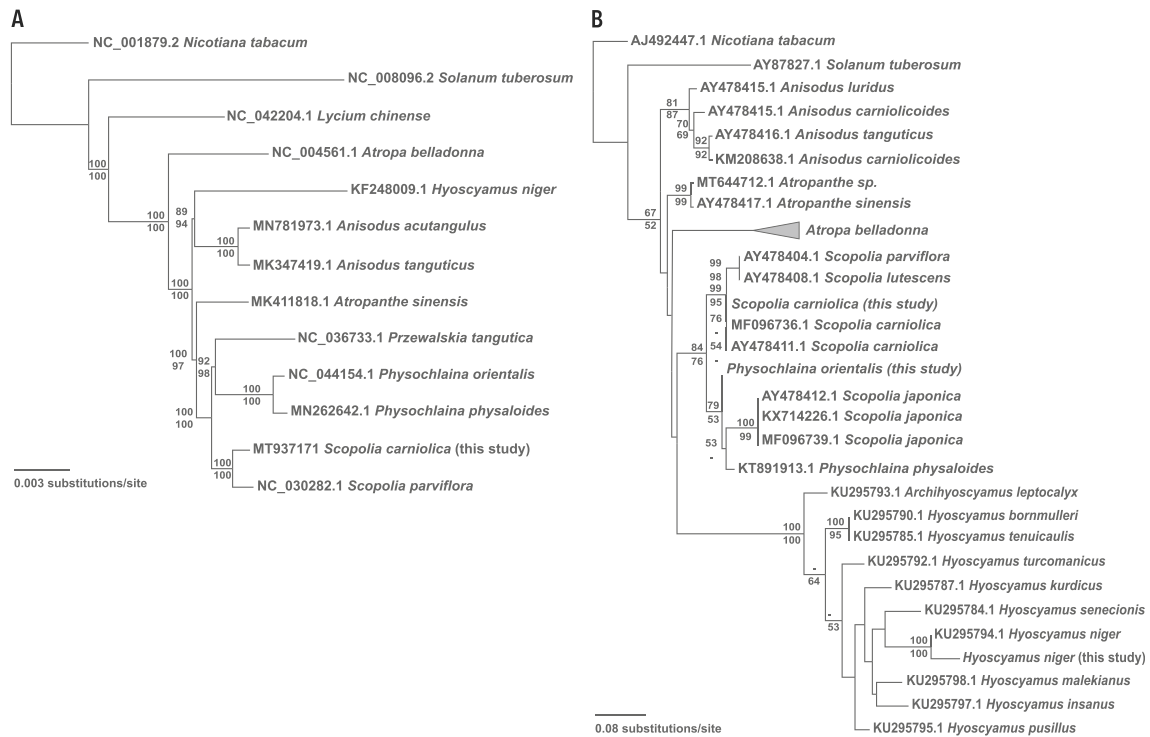 A
NC_001879.2 Nicotiana tabacum
NC_008096.2 Solanum tuberosum
NC_042204.1 Lycium chinense
100
100
NC_004561.1 Atropa belladonna
KF248009.1 Hyoscyamus niger
100
100
89
94
MN781973.1 Anisodus acutangulus
100
100
MK347419.1 Anisodus tanguticus
100
100
MK411818.1 Atropanthe sinensis
NC_036733.1 Przewalskia tangutica
100
97
92
98
NC_044154.1 Physochlaina orientalis
100
100
MN262642.1 Physochlaina physaloides
100
100
MT937171 Scopolia carniolica (this study)
100
100
NC_030282.1 Scopolia parviflora
0.003 substitutions/site
B
AJ492447.1 Nicotiana tabacum
AY87827.1 Solanum tuberosum
AY478415.1 Anisodus luridus
81
87
AY478415.1 Anisodus carniolicoides
70
69
AY478416.1 Anisodus tanguticus
92
92
KM208638.1 Anisodus carniolicoides
MT644712.1 Atropanthe sp.
99
99
AY478417.1 Atropanthe sinensis
67
52
Atropa belladonna
AY478404.1 Scopolia parviflora
99
98
AY478408.1 Scopolia lutescens
99
95
Scopolia carniolica (this study)
76
-
MF096736.1 Scopolia carniolica
54
-
AY478411.1 Scopolia carniolica
84
76
Physochlaina orientalis (this study)
AY478412.1 Scopolia japonica
79
53
KX714226.1 Scopolia japonica
100
99
MF096739.1 Scopolia japonica
53
-
KT891913.1 Physochlaina physaloides
KU295793.1 Archihyoscyamus leptocalyx
100
100
KU295790.1 Hyoscyamus bornmulleri
100
95
KU295785.1 Hyoscyamus tenuicaulis
KU295792.1 Hyoscyamus turcomanicus
-
64
KU295787.1 Hyoscyamus kurdicus
KU295784.1 Hyoscyamus senecionis
-
53
KU295794.1 Hyoscyamus niger
100
100
Hyoscyamus niger (this study)
KU295798.1 Hyoscyamus malekianus
KU295797.1 Hyoscyamus insanus
KU295795.1 Hyoscyamus pusillus
0.08 substitutions/site